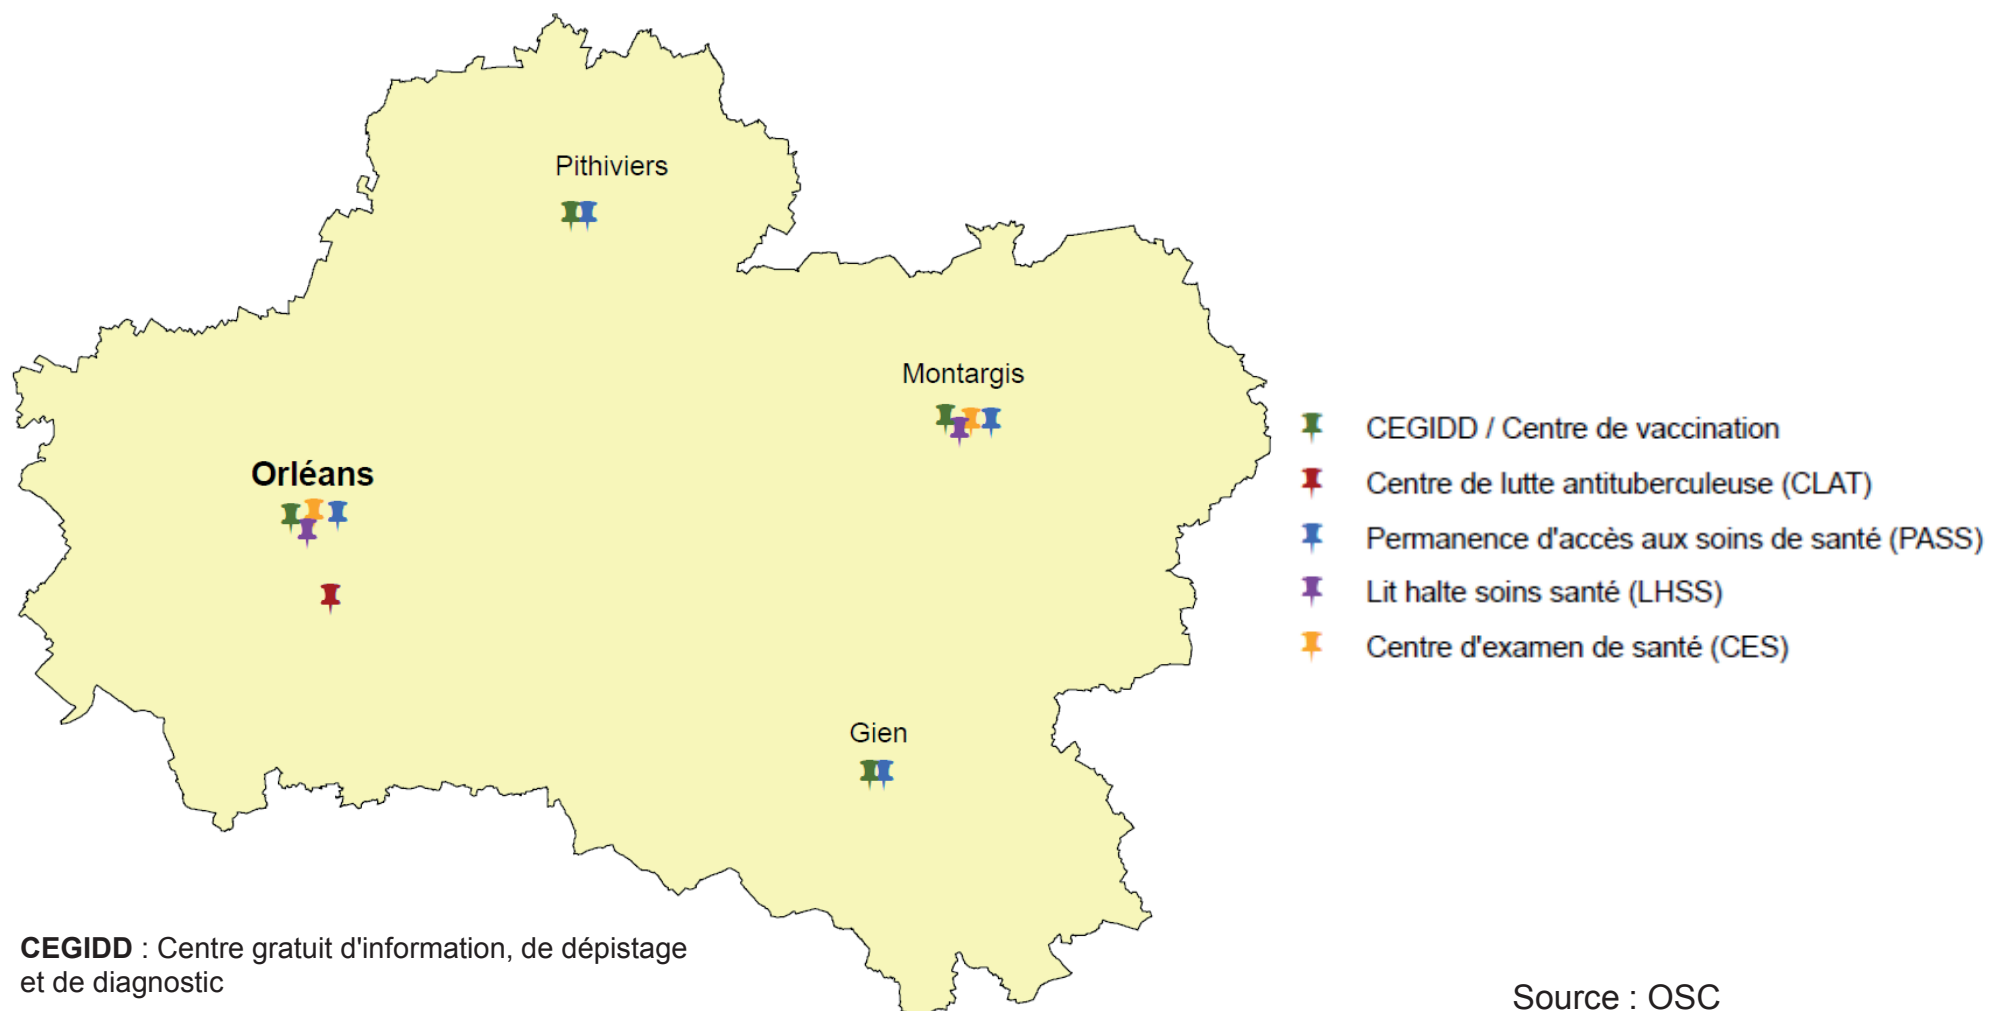 Pithiviers
Montargis
Orléans
Gien
CEGIDD / Centre de vaccination
Centre de lutte antituberculeuse (CLAT)
Permanence d'accès aux soins de santé (PASS)
Lit halte soins santé (LHSS)
Centre d'examen de santé (CES)
CEGIDD : Centre gratuit d'information, de dépistage
et de diagnostic
Source : OSC